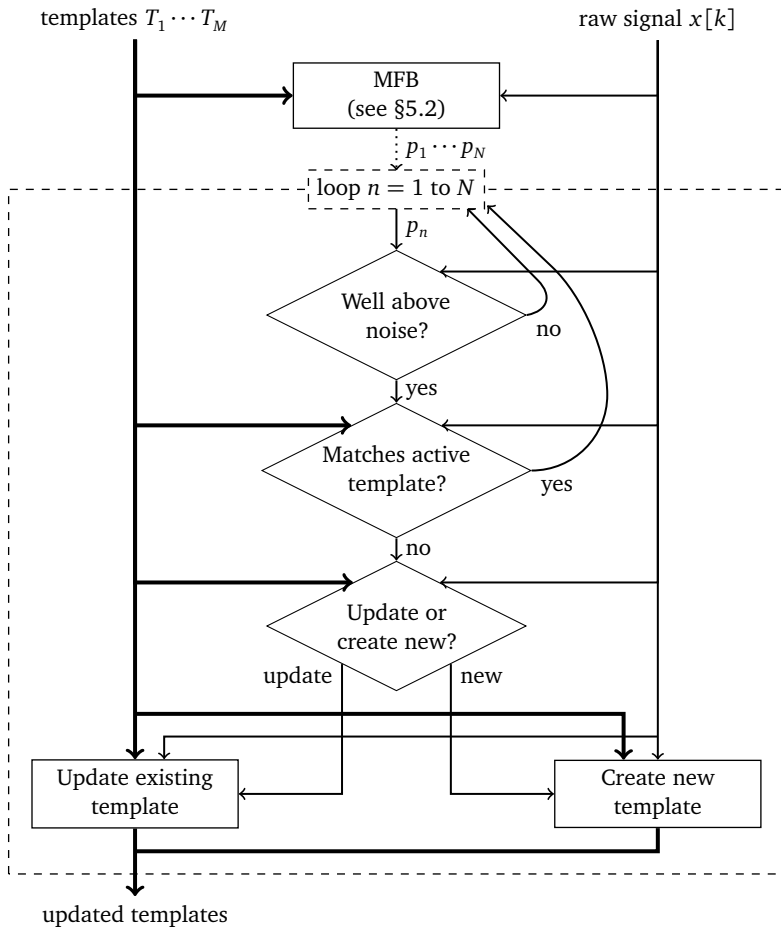 templates T₁ ⋯ T_M
raw signal x[k]
MFB
(see §5.2)
p₁ ⋯ p_N
loop n = 1 to N
pₙ
Well above
noise?
no
yes
Matches active
template?
yes
no
Update or
create new?
update
new
Update existing
template
Create new
template
updated templates